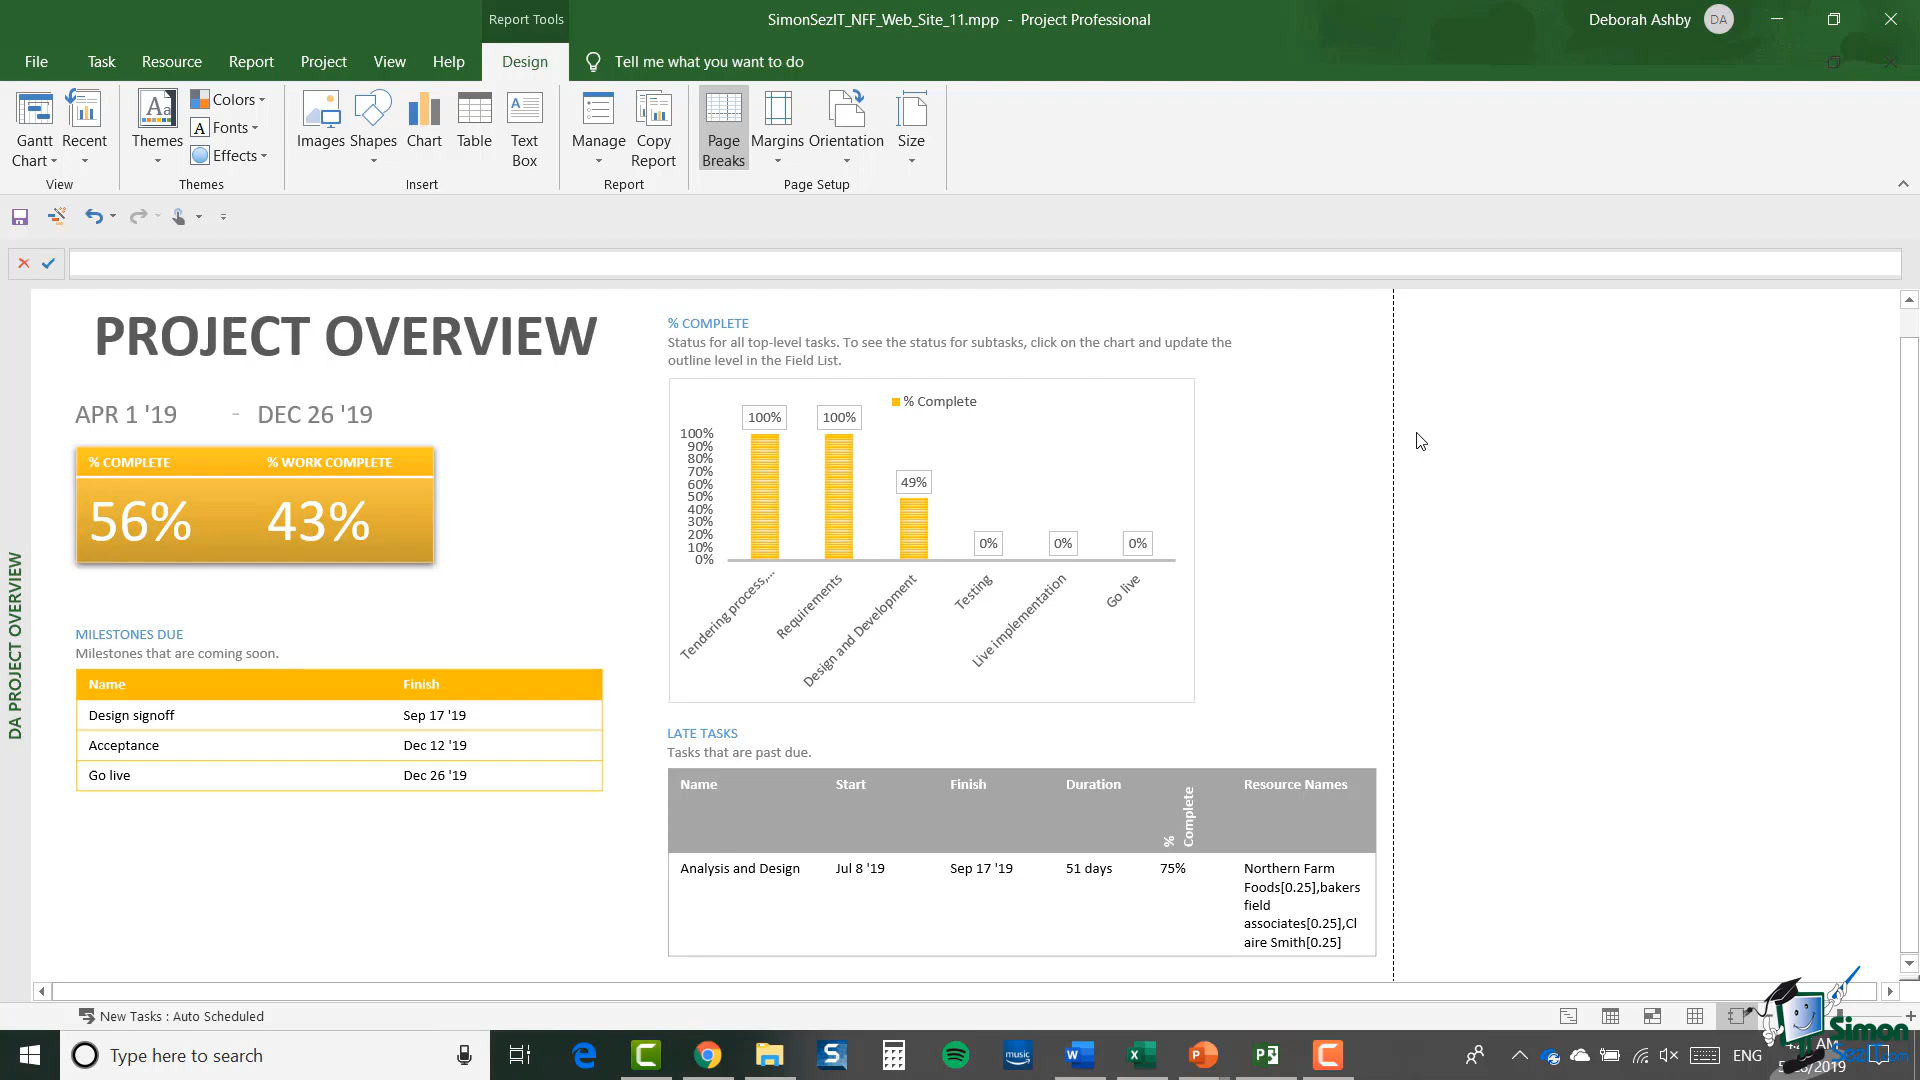 Report Tools
SimonSezIT_NFF_Web_Site_11.mpp - Project Professional
Deborah Ashby
DA
File
Task
Resource
Report
Project
View
Help
Design
Tell me what you want to do
Gantt Chart
Recent
View
Aa
Themes
Colors
A Fonts
Effects
Themes
Images
Shapes
Chart
Table
Text Box
Insert
Manage
Copy Report
Report
Page Breaks
Margins
Orientation
Size
Page Setup
DA PROJECT OVERVIEW
PROJECT OVERVIEW
APR 1 '19 - DEC 26 '19
% COMPLETE % WORK COMPLETE
56% 43%
MILESTONES DUE
Milestones that are coming soon.
Name Finish
Design signoff Sep 17 '19
Acceptance Dec 12 '19
Go live Dec 26 '19
% COMPLETE
Status for all top-level tasks. To see the status for subtasks, click on the chart and update the
outline level in the Field List.
% Complete
100% 100% 49% 0% 0% 0%
100%
90%
80%
70%
60%
50%
40%
30%
20%
10%
0%
Tendering process,...
Requirements
Design and Development
Testing
Live implementation
Go live
LATE TASKS
Tasks that are past due.
Name Start Finish Duration % Complete Resource Names
Analysis and Design Jul 8 '19 Sep 17 '19 51 days 75% Northern Farm
Foods[0.25],bakers
field
associates[0.25],Cl
aire Smith[0.25]
New Tasks : Auto Scheduled
Type here to search
music
ENG
AM
/2019
Simon
SezIT.com